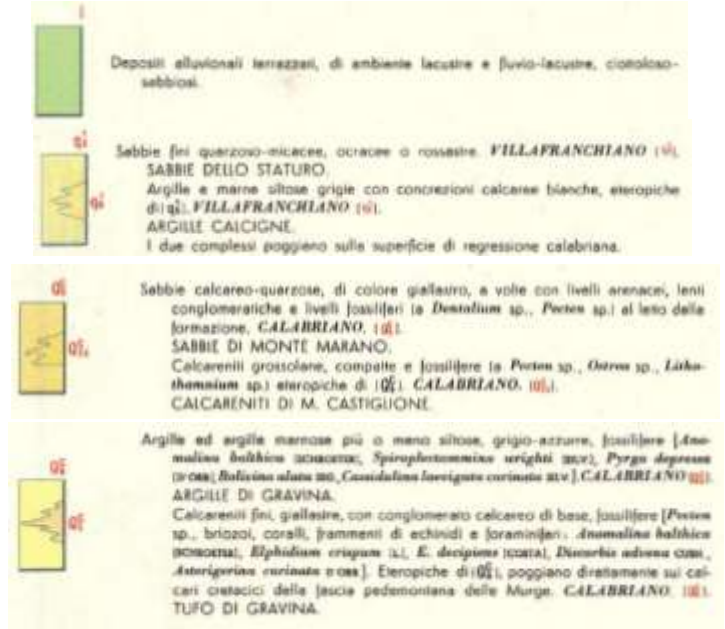 t
Depositi alluvionali terrazzati, di ambiente lacustre e fluvio-lacustre, ciottoloso-
sabbiosi.
Sabbie fini quarzoso-micacee, ocracee o rossastre. VILLAFRANCHIANO
SABBIE DELLO STATURO.
Argille e marne siltose grigie con concrezioni calcaree bianche, eteropiche
di VILLAFRANCHIANO
ARGILLE CALCIGNE.
I due complessi poggiano sulla superficie di regressione calabriana.
Sabbie calcareo-quarzose, di colore giallastro, a volte con livelli arenacei, lenti
conglomeratiche e livelli fossiliferi (a Dentalium sp., Pecten sp.) al letto della
formazione. CALABRIANO.
SABBIE DI MONTE MARANO.
Calcareniti grossolane, compatte e fossilifere (a Pecten sp., Ostrea sp., Litho-
thamnium sp.) eteropiche di CALABRIANO.
CALCARENITI DI M. CASTIGLIONE.
Argille ed argille marnose più o meno siltose, grigio-azzurre, fossilifere [Ano-
malina balthica Spiroplectammina wrighti Pyrgo depressa
Bolivina alata Cassidulina laevigata carinata CALABRIANO
ARGILLE DI GRAVINA.
Calcareniti fini, giallastre, con conglomerato calcareo di base, fossilifere [Pecten
sp., briozoi, coralli, frammenti di echinidi e foraminiferi: Anomalina balthica
Elphidium crispum E. decipiens Discorbis advena
Asterigerina carinata Eteropiche di poggiano direttamente sui cal-
cari cretacici della fascia pedemontana delle Murge. CALABRIANO.
TUFO DI GRAVINA.